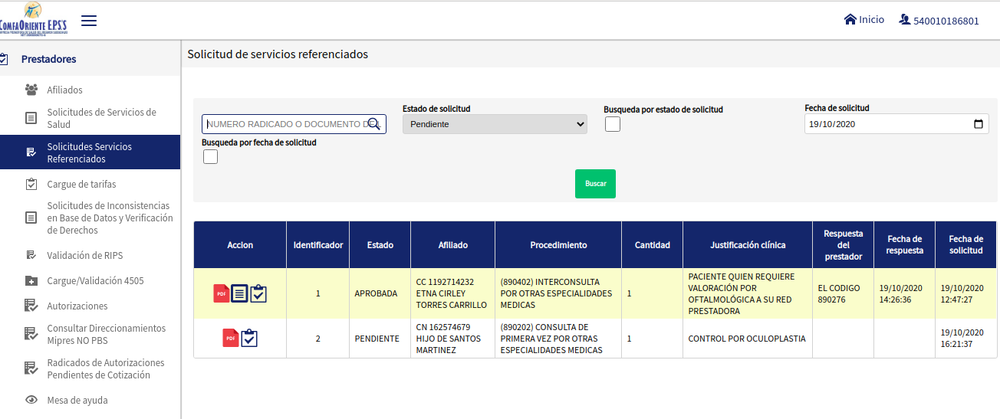 COMFAORIENTE E.P.S'S
Inicio
540010186801
Prestadores
Afiliados
Solicitudes de Servicios de
Salud
Solicitudes Servicios
Referenciados
Cargue de tarifas
Solicitudes de Inconsistencias
en Base de Datos y Verificación
de Derechos
Validación de RIPS
Cargue/Validación 4505
Autorizaciones
Consultar Direccionamientos
Mipres NO PBS
Radicados de Autorizaciones
Pendientes de Cotización
Mesa de ayuda
Solicitud de servicios referenciados
NUMERO RADICADO O DOCUMENTO DE
Estado de solicitud
Pendiente
Busqueda por estado de solicitud
Fecha de solicitud
19/10/2020
Busqueda por fecha de solicitud
Buscar
Accion
Identificador
Estado
Afiliado
Procedimiento
Cantidad
Justificación clínica
Respuesta
del
prestador
Fecha de
respuesta
Fecha de
solicitud
PDF
1
APROBADA
CC 1192714232
ETNA CIRLEY
TORRES CARRILLO
(890402) INTERCONSULTA
POR OTRAS ESPECIALIDADES
MEDICAS
1
PACIENTE QUIEN REQUIERE
VALORACIÓN POR
OFTALMOLÓGICA A SU RED
PRESTADORA
EL CODIGO
890276
19/10/2020
14:26:36
19/10/2020
12:47:27
PDF
2
PENDIENTE
CN 162574679
HIJO DE SANTOS
MARTINEZ
(890202) CONSULTA DE
PRIMERA VEZ POR OTRAS
ESPECIALIDADES MEDICAS
1
CONTROL POR OCULOPLASTIA
19/10/2020
16:21:37